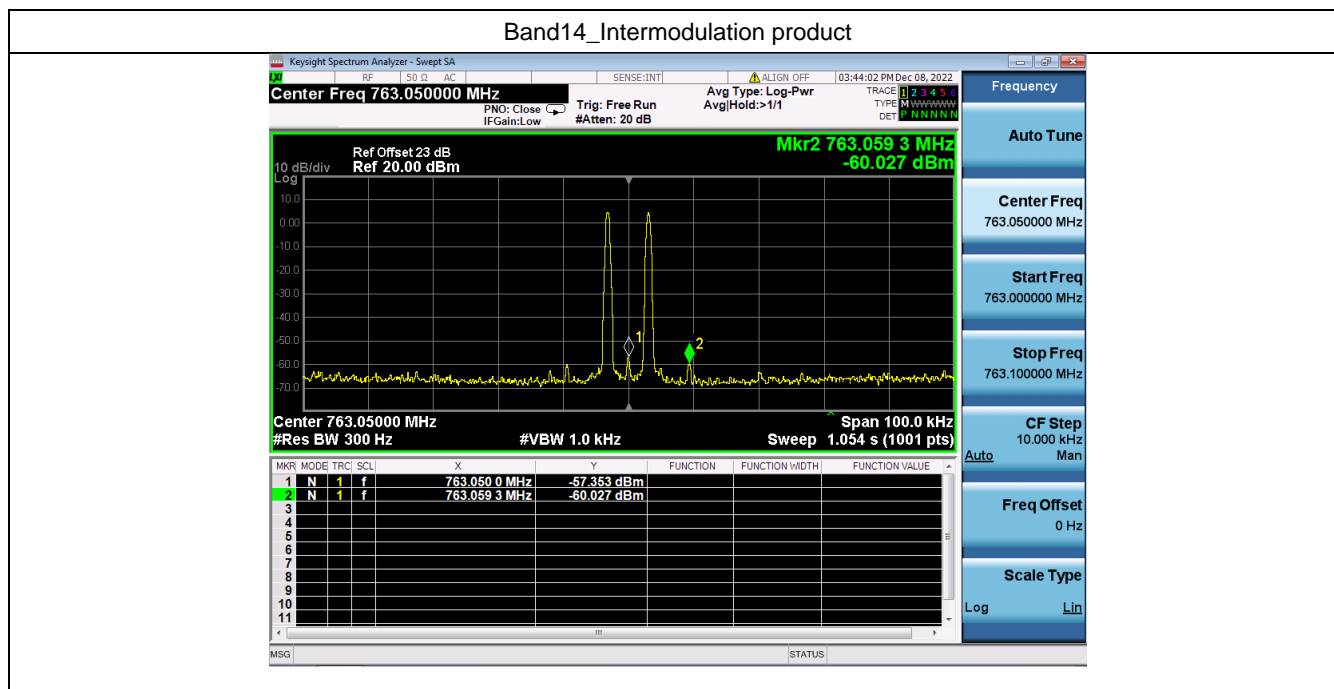 Band14_Intermodulation product
Keysight Spectrum Analyzer - Swept SA
LXI RF 50 Ω AC SENSE:INT ALIGN OFF 03:44:02 PM Dec 08, 2022
Center Freq 763.050000 MHz
Avg Type: Log-Pwr
TRACE 1 2 3 4 5 6
PNO: Close
Trig: Free Run
Avg|Hold:>1/1
TYPE M WWWWW
IFGain:Low
#Atten: 20 dB
DET P N N N N N
Mkr2 763.059 3 MHz
-60.027 dBm
Ref Offset 23 dB
10 dB/div Ref 20.00 dBm
Log
10.0
0.00
-10.0
-20.0
-30.0
-40.0
-50.0
-60.0
-70.0
1
2
Center 763.05000 MHz Span 100.0 kHz
#Res BW 300 Hz #VBW 1.0 kHz Sweep 1.054 s (1001 pts)
MKR MODE TRC SCL X Y FUNCTION FUNCTION WIDTH FUNCTION VALUE
1 N 1 f 763.050 0 MHz -57.353 dBm
2 N 1 f 763.059 3 MHz -60.027 dBm
3
4
5
6
7
8
9
10
11
MSG STATUS
Frequency
Auto Tune
Center Freq
763.050000 MHz
Start Freq
763.000000 MHz
Stop Freq
763.100000 MHz
CF Step
10.000 kHz
Auto Man
Freq Offset
0 Hz
Scale Type
Log Lin